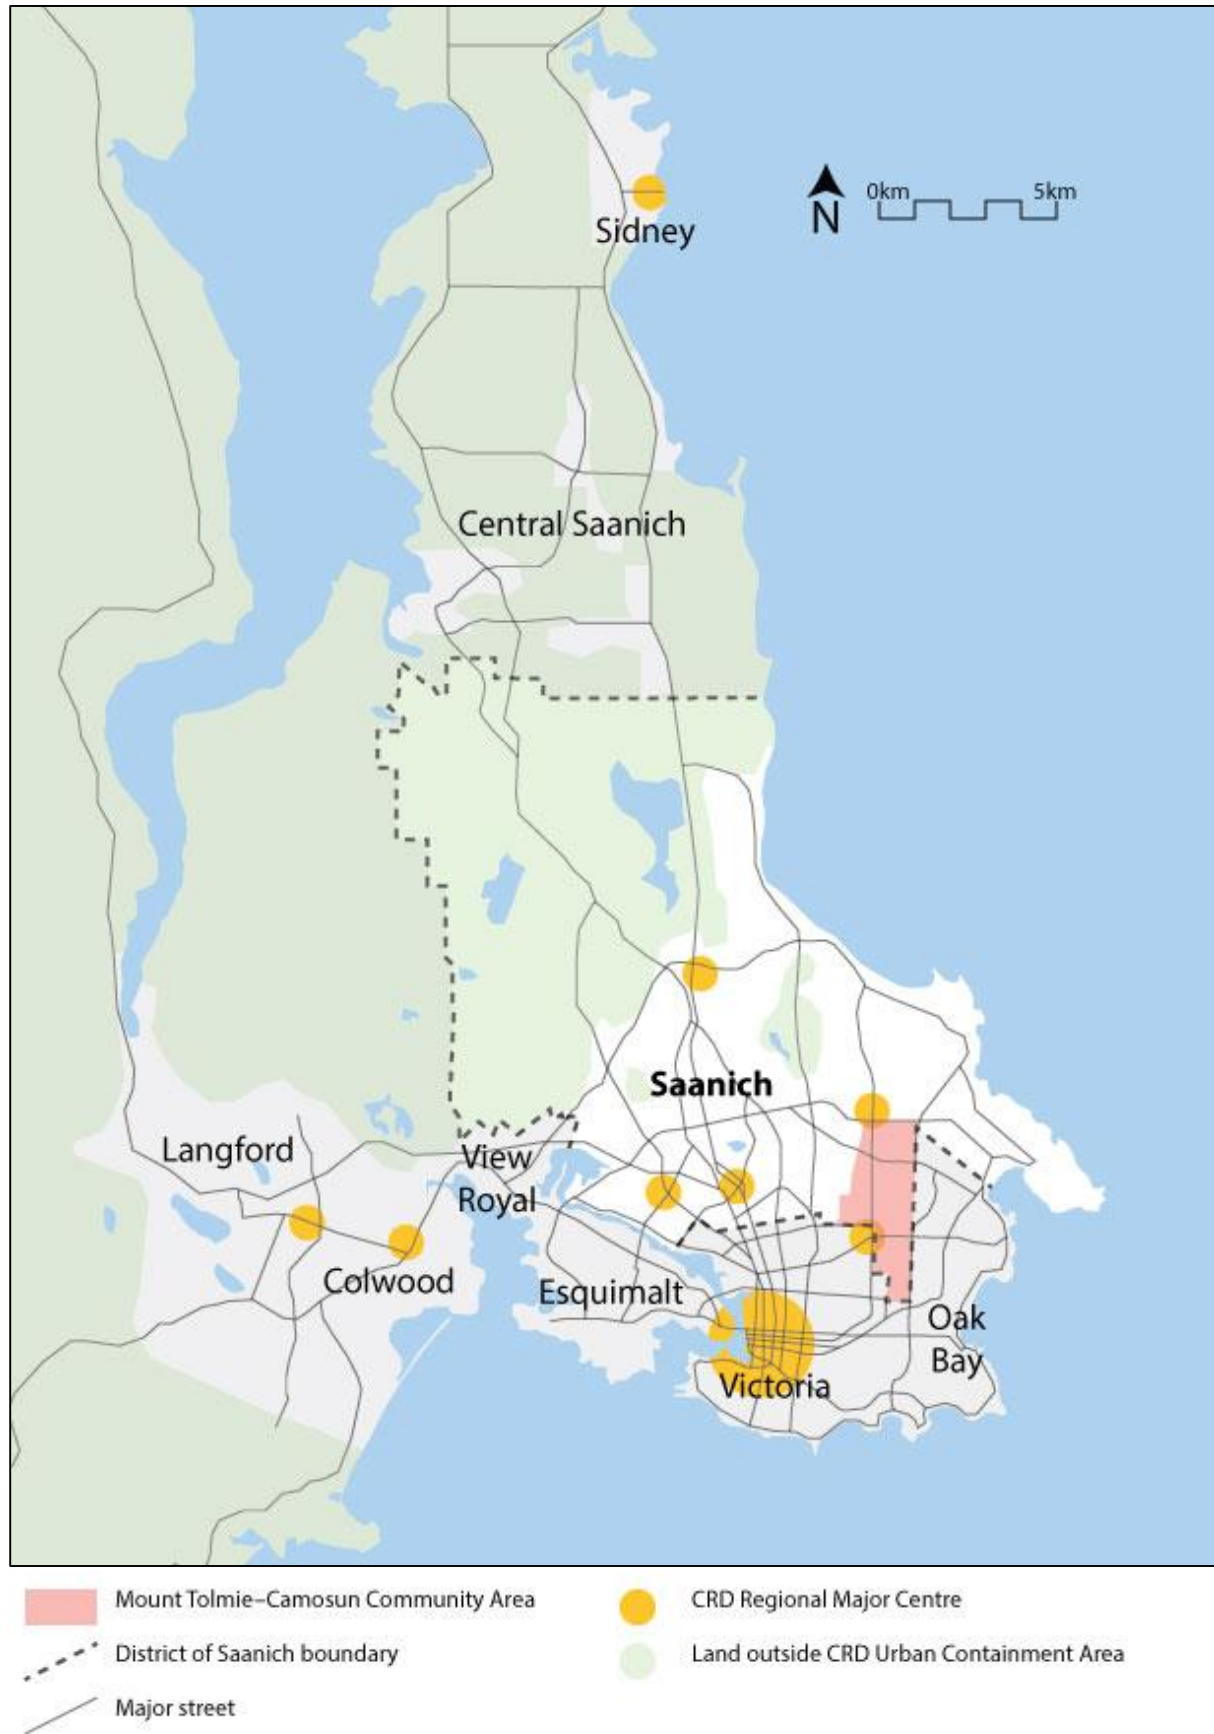 0km 5km
N
Sidney
Central Saanich
Saanich
Langford
View
Royal
Colwood
Esquimalt
Oak
Bay
Victoria
Mount Tolmie–Camosun Community Area
CRD Regional Major Centre
District of Saanich boundary
Land outside CRD Urban Containment Area
Major street